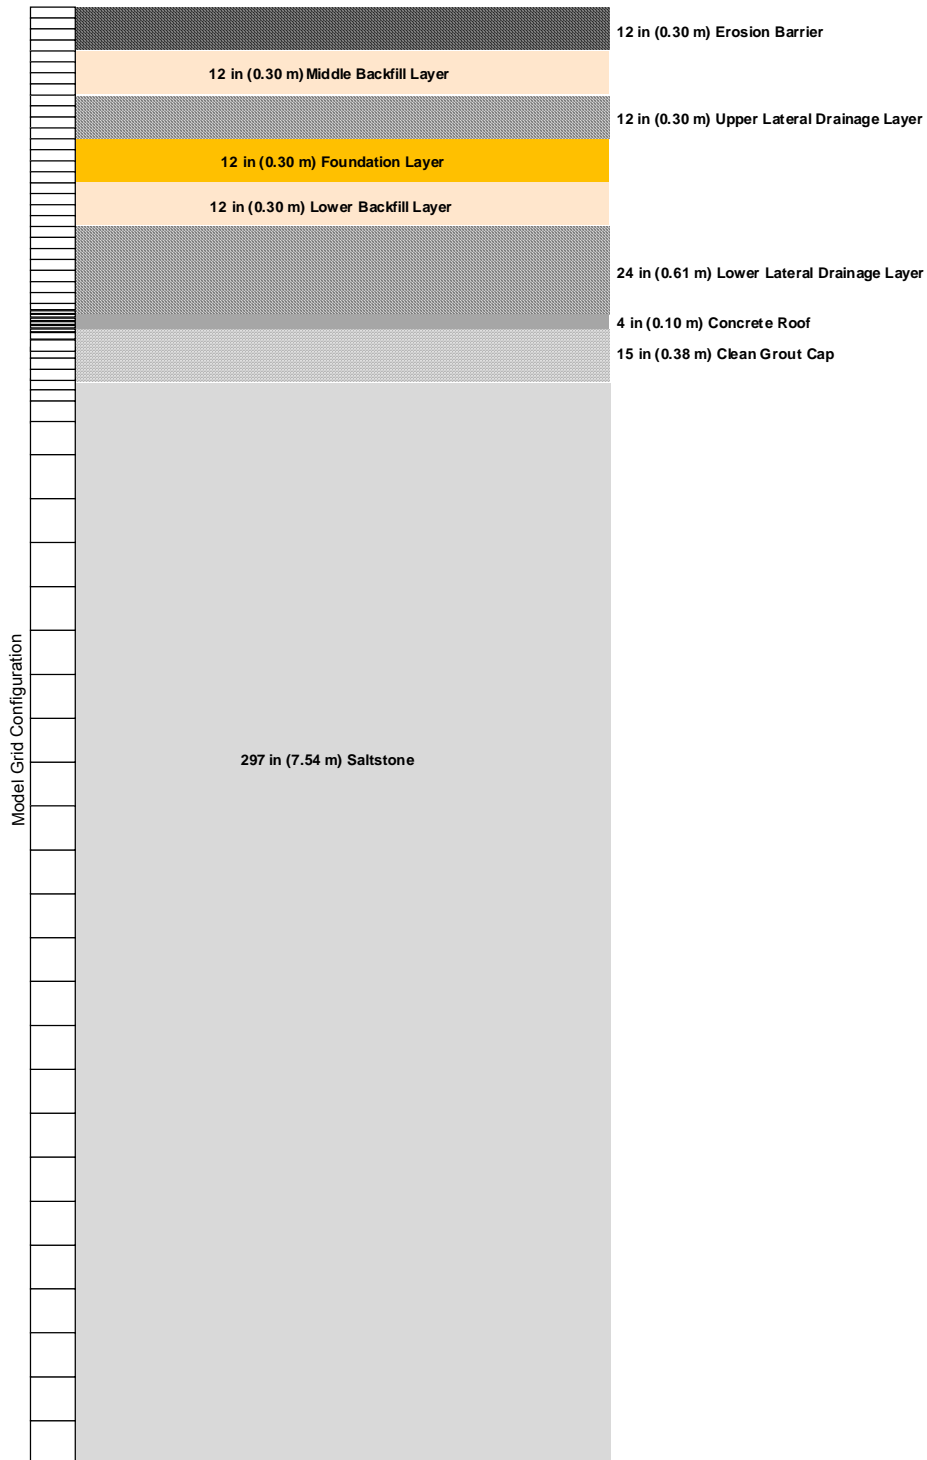 12 in (0.30 m) Erosion Barrier
12 in (0.30 m) Middle Backfill Layer
12 in (0.30 m) Upper Lateral Drainage Layer
12 in (0.30 m) Foundation Layer
12 in (0.30 m) Lower Backfill Layer
24 in (0.61 m) Lower Lateral Drainage Layer
4 in (0.10 m) Concrete Roof
15 in (0.38 m) Clean Grout Cap
Model Grid Configuration
297 in (7.54 m) Saltstone